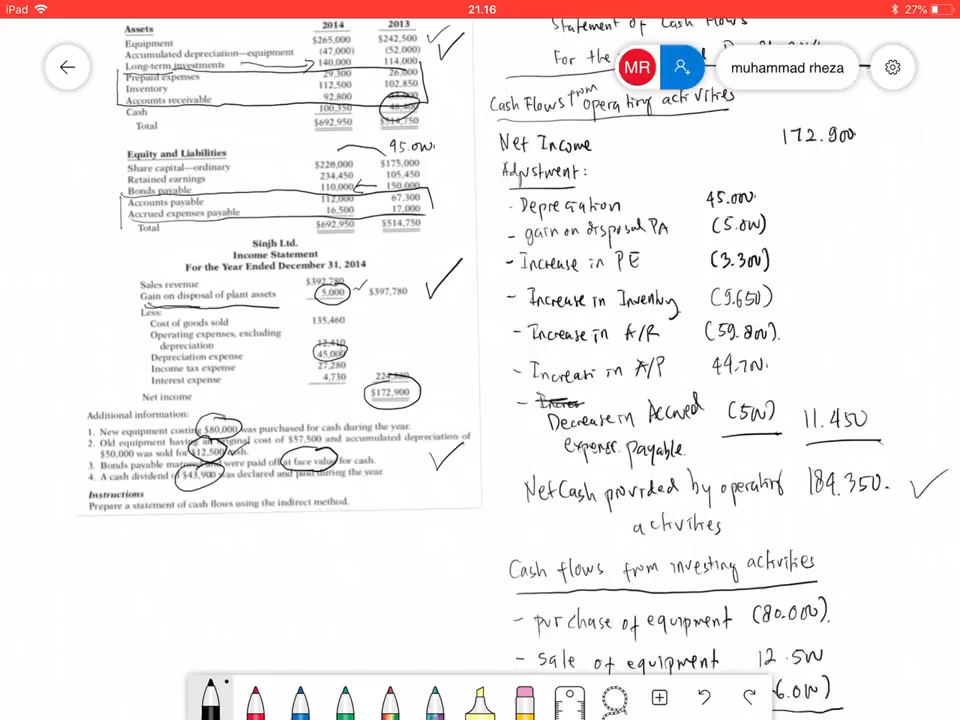 iPad
21.16
27%
MR
muhammad rheza
2014 2013
Assets
Equipment $265,000 $242,500
Accumulated depreciation—equipment (47,000) (52,000)
Long-term investments 140,000 114,000
Prepaid expenses 29,300 26,000
Inventory 112,500 102,850
Accounts receivable 92,800
Cash 100,350 48,400
Total $692,950 $514,750
95.000
Equity and Liabilities
Share capital—ordinary $220,000 $175,000
Retained earnings 234,450 105,450
Bonds payable 110,000 150,000
Accounts payable 112,000 67,300
Accrued expenses payable 16,500 17,000
Total $692,950 $514,750
Sinjh Ltd.
Income Statement
For the Year Ended December 31, 2014
Sales revenue $392,780
Gain on disposal of plant assets 5,000 $397,780
Less:
Cost of goods sold 135,460
Operating expenses, excluding
depreciation 12,410
Depreciation expense 45,000
Income tax expense 27,280
Interest expense 4,730 224,880
Net income $172,900
Additional information:
1. New equipment costing $80,000 was purchased for cash during the year.
2. Old equipment having an original cost of $57,500 and accumulated depreciation of
$50,000 was sold for $12,500 cash.
3. Bonds payable matured and were paid off at face value for cash.
4. A cash dividend of $43,900 was declared and paid during the year.
Instructions
Prepare a statement of cash flows using the indirect method.
Statement of Cash Flows
For the
Cash Flows from operating activities
Net Income 172.900
Adjustment:
- Depreciation 45.000
- gain on disposal PA (5.000)
- Increase in PE (3.300)
- Increase in Inventory (9.650)
- Increase in A/R (59.800).
- Increase in A/P 44.700.
- Decrease in Accrued (500) 11.450
expense payable.
Net Cash provided by operating 184.350.
activities
Cash flows from investing activities
- purchase of equipment (80.000).
- sale of equipment 12.500
6.000)